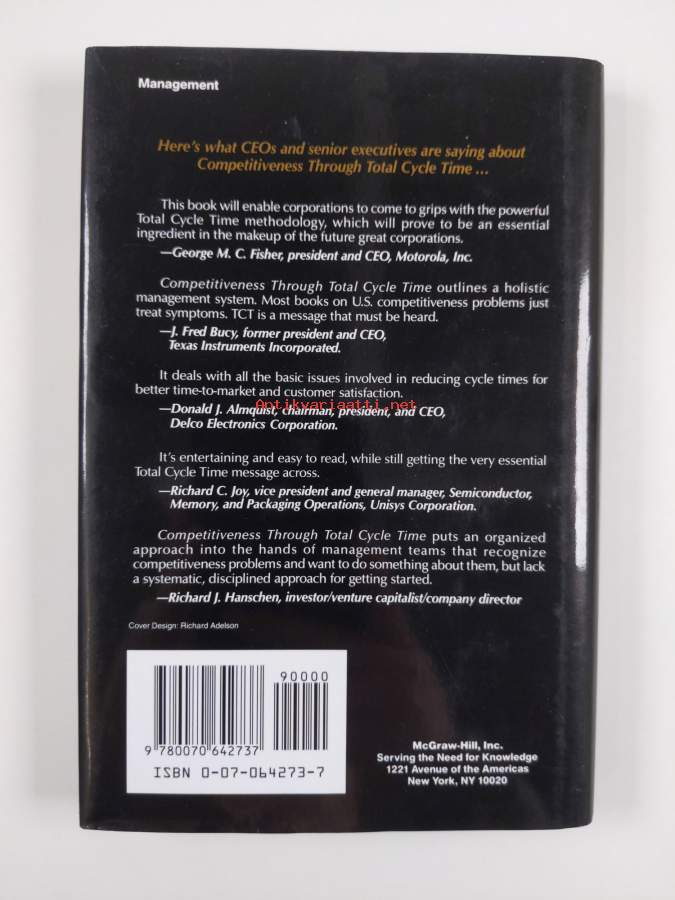 Management
Here's what CEOs and senior executives are saying about
Competitiveness Through Total Cycle Time ...
This book will enable corporations to come to grips with the powerful
Total Cycle Time methodology, which will prove to be an essential
ingredient in the makeup of the future great corporations.
—George M. C. Fisher, president and CEO, Motorola, Inc.
Competitiveness Through Total Cycle Time outlines a holistic
management system. Most books on U.S. competitiveness problems just
treat symptoms. TCT is a message that must be heard.
—J. Fred Bucy, former president and CEO,
Texas Instruments Incorporated.
It deals with all the basic issues involved in reducing cycle times for
better time-to-market and customer satisfaction.
Antikvariaatti.net
—Donald J. Almquist, chairman, president, and CEO,
Delco Electronics Corporation.
It's entertaining and easy to read, while still getting the very essential
Total Cycle Time message across.
—Richard C. Joy, vice president and general manager, Semiconductor,
Memory, and Packaging Operations, Unisys Corporation.
Competitiveness Through Total Cycle Time puts an organized
approach into the hands of management teams that recognize
competitiveness problems and want to do something about them, but lack
a systematic, disciplined approach for getting started.
—Richard J. Hanschen, investor/venture capitalist/company director
Cover Design: Richard Adelson
90000
9 780070 642737
ISBN 0-07-064273-7
McGraw-Hill, Inc.
Serving the Need for Knowledge
1221 Avenue of the Americas
New York, NY 10020